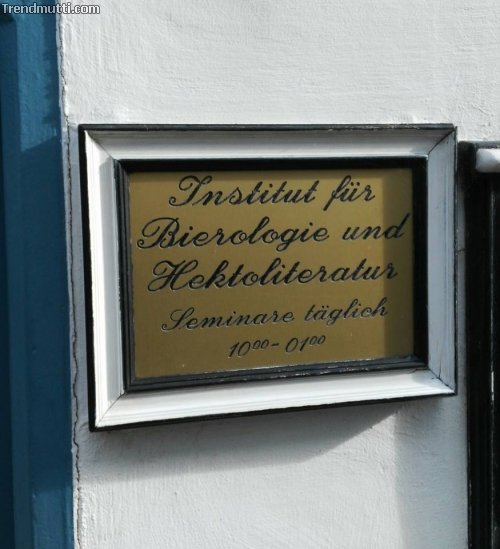 Trendmutti.com
Institut für
Bierologie und
Hektoliteratur
Seminare täglich
10⁰⁰-01⁰⁰